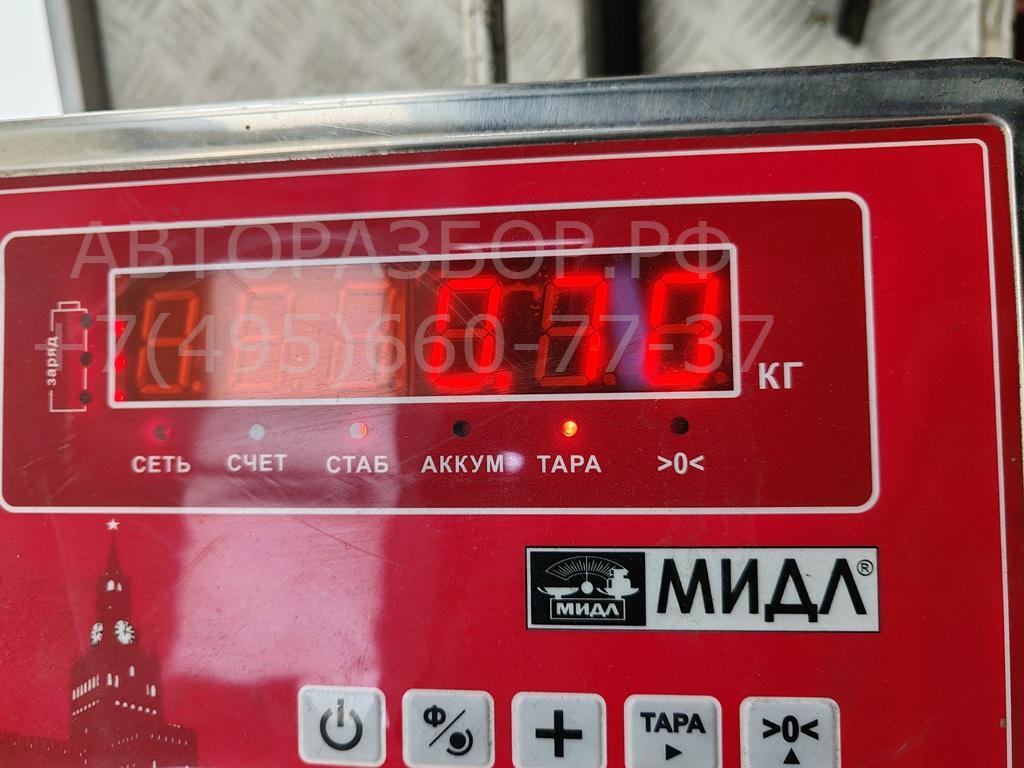 АВТОРАЗБОР.РФ
+7(495)660-77-37
заряд
0.70
кг
СЕТЬ СЧЕТ СТАБ АККУМ ТАРА >0<
МИДЛ МИДЛ®
Ф
ТАРА >0<